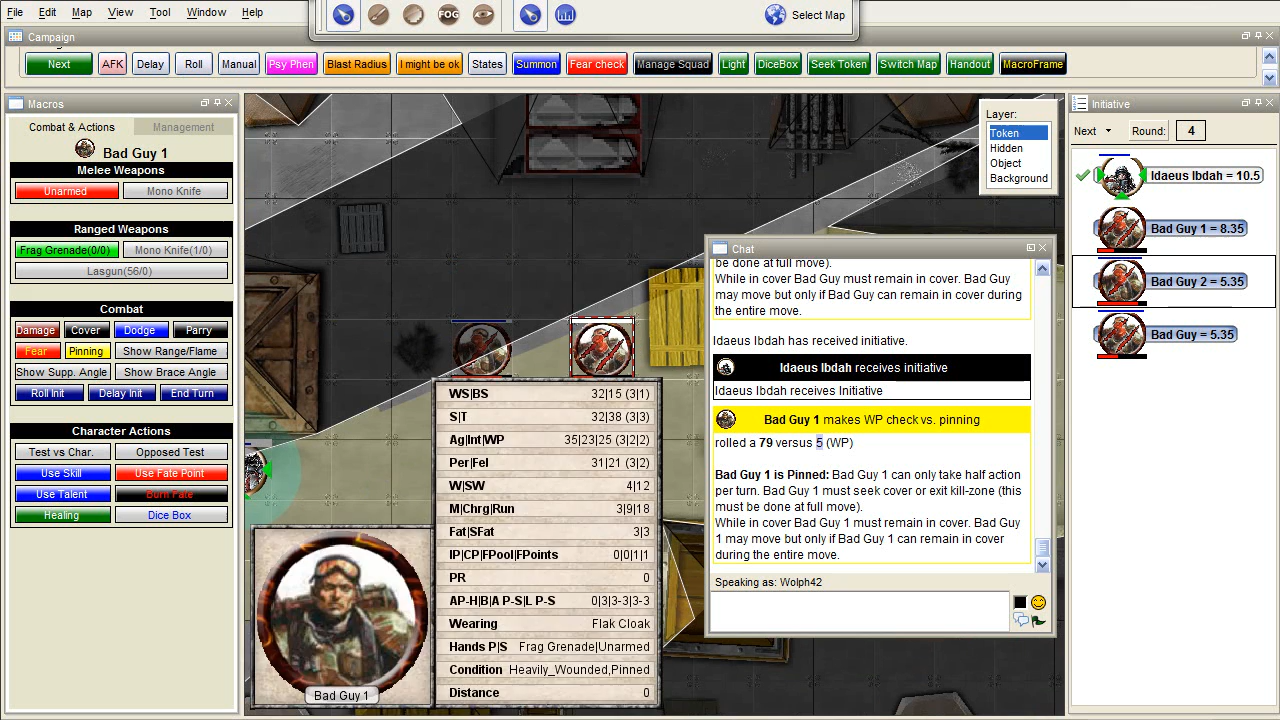 File Edit Map View Tool Window Help
FOG
Select Map
Campaign
Next AFK Delay Roll Manual Psy Phen Blast Radius I might be ok States Summon Fear check Manage Squad Light DiceBox Seek Token Switch Map Handout MacroFrame
Macros
Combat & Actions Management
Bad Guy 1
Melee Weapons
Unarmed Mono Knife
Ranged Weapons
Frag Grenade(0/0) Mono Knife(1/0)
Lasgun(56/0)
Combat
Damage Cover Dodge Parry
Fear Pinning Show Range/Flame
Show Supp. Angle Show Brace Angle
Roll Init Delay Init End Turn
Character Actions
Test vs Char. Opposed Test
Use Skill Use Fate Point
Use Talent Burn Fate
Healing Dice Box
Layer:
Token
Hidden
Object
Background
WS|BS 32|15 (3|1)
S|T 32|38 (3|3)
Ag|Int|WP 35|23|25 (3|2|2)
Per|Fel 31|21 (3|2)
W|SW 4|12
M|Chrg|Run 3|9|18
Fat|SFat 3|3
IP|CP|FPool|FPoints 0|0|1|1
PR 0
AP-H|B|A P-S|L P-S 0|3|3-3|3-3
Wearing Flak Cloak
Hands P|S Frag Grenade|Unarmed
Condition Heavily_Wounded,Pinned
Distance 0
Bad Guy 1
Chat
be done at full move).
While in cover Bad Guy must remain in cover. Bad Guy
may move but only if Bad Guy can remain in cover during
the entire move.
Idaeus Ibdah has received initiative.
Idaeus Ibdah receives initiative
Idaeus Ibdah receives Initiative
Bad Guy 1 makes WP check vs. pinning
rolled a 79 versus 5 (WP)
Bad Guy 1 is Pinned: Bad Guy 1 can only take half action
per turn. Bad Guy 1 must seek cover or exit kill-zone (this
must be done at full move).
While in cover Bad Guy 1 must remain in cover. Bad Guy
1 may move but only if Bad Guy 1 can remain in cover
during the entire move.
Speaking as: Wolph42
Initiative
Next Round: 4
Idaeus Ibdah = 10.5
Bad Guy 1 = 8.35
Bad Guy 2 = 5.35
Bad Guy = 5.35